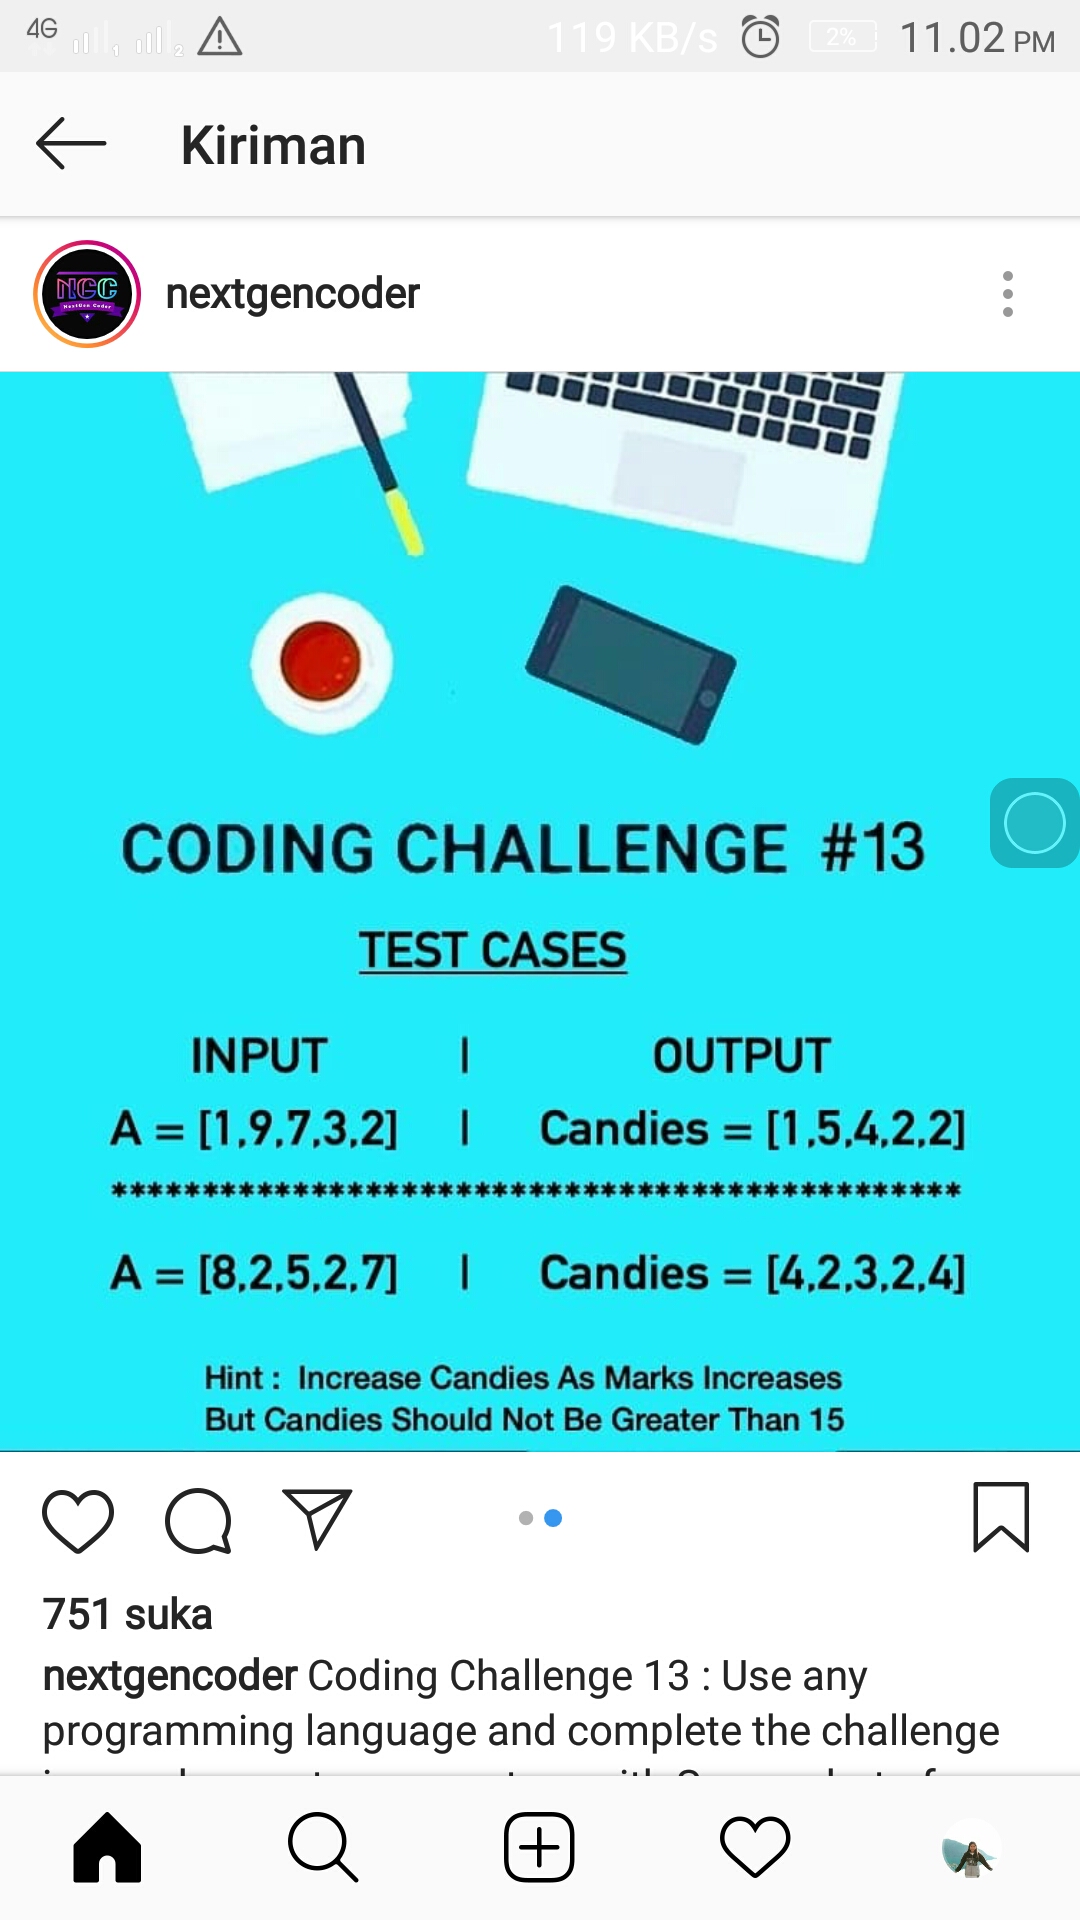 4G 1 2 119 KB/s 2% 11.02 PM
Kiriman
NGC
NextGen Coder
nextgencoder
CODING CHALLENGE #13
TEST CASES
INPUT | OUTPUT
A = [1,9,7,3,2] | Candies = [1,5,4,2,2]
***********************************************
A = [8,2,5,2,7] | Candies = [4,2,3,2,4]
Hint : Increase Candies As Marks Increases
But Candies Should Not Be Greater Than 15
751 suka
nextgencoder Coding Challenge 13 : Use any
programming language and complete the challenge